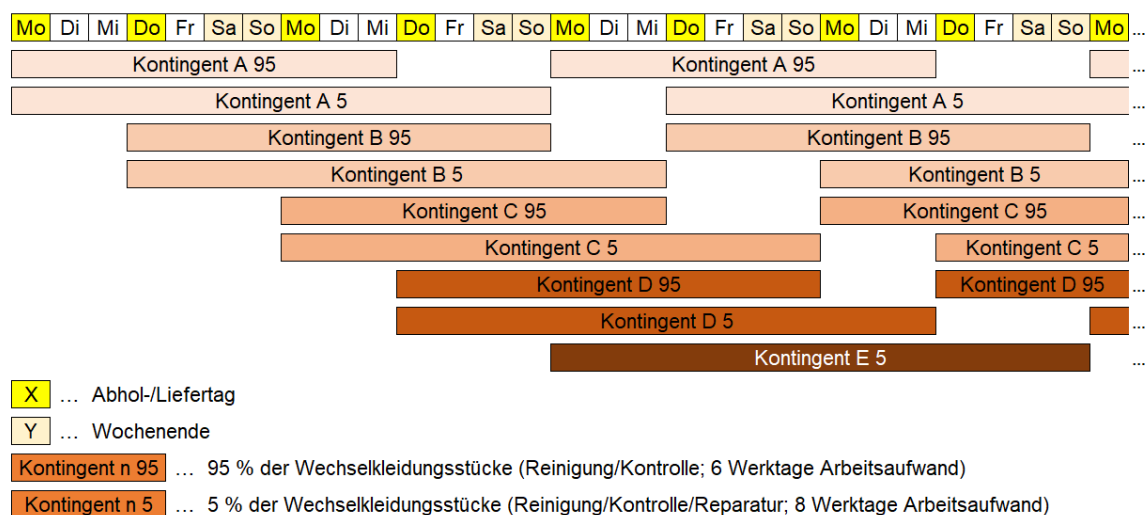 Mo Di Mi Do Fr Sa So Mo Di Mi Do Fr Sa So Mo Di Mi Do Fr Sa So Mo Di Mi Do Fr Sa So Mo ...
Kontingent A 95 Kontingent A 95 ...
Kontingent A 5 Kontingent A 5 ...
Kontingent B 95 Kontingent B 95 ...
Kontingent B 5 Kontingent B 5 ...
Kontingent C 95 Kontingent C 95 ...
Kontingent C 5 Kontingent C 5 ...
Kontingent D 95 Kontingent D 95 ...
Kontingent D 5 ...
Kontingent E 5 ...
X ... Abhol-/Liefertag
Y ... Wochenende
Kontingent n 95 ... 95 % der Wechselkleidungsstücke (Reinigung/Kontrolle; 6 Werktage Arbeitsaufwand)
Kontingent n 5 ... 5 % der Wechselkleidungsstücke (Reinigung/Kontrolle/Reparatur; 8 Werktage Arbeitsaufwand)